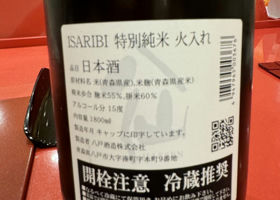 ISARIBI 特別純米 火入れ
品目 日本酒
原材料名 米(青森県産)、米麹(青森県産米)
精米歩合 麹米55%、掛米60%
アルコール分 15度
内容量 1800ml
製造年月 キャップに印字しています。
製造者 八戸酒造株式会社
青森県八戸市大字湊町字本町9番地
開栓注意 冷蔵推奨